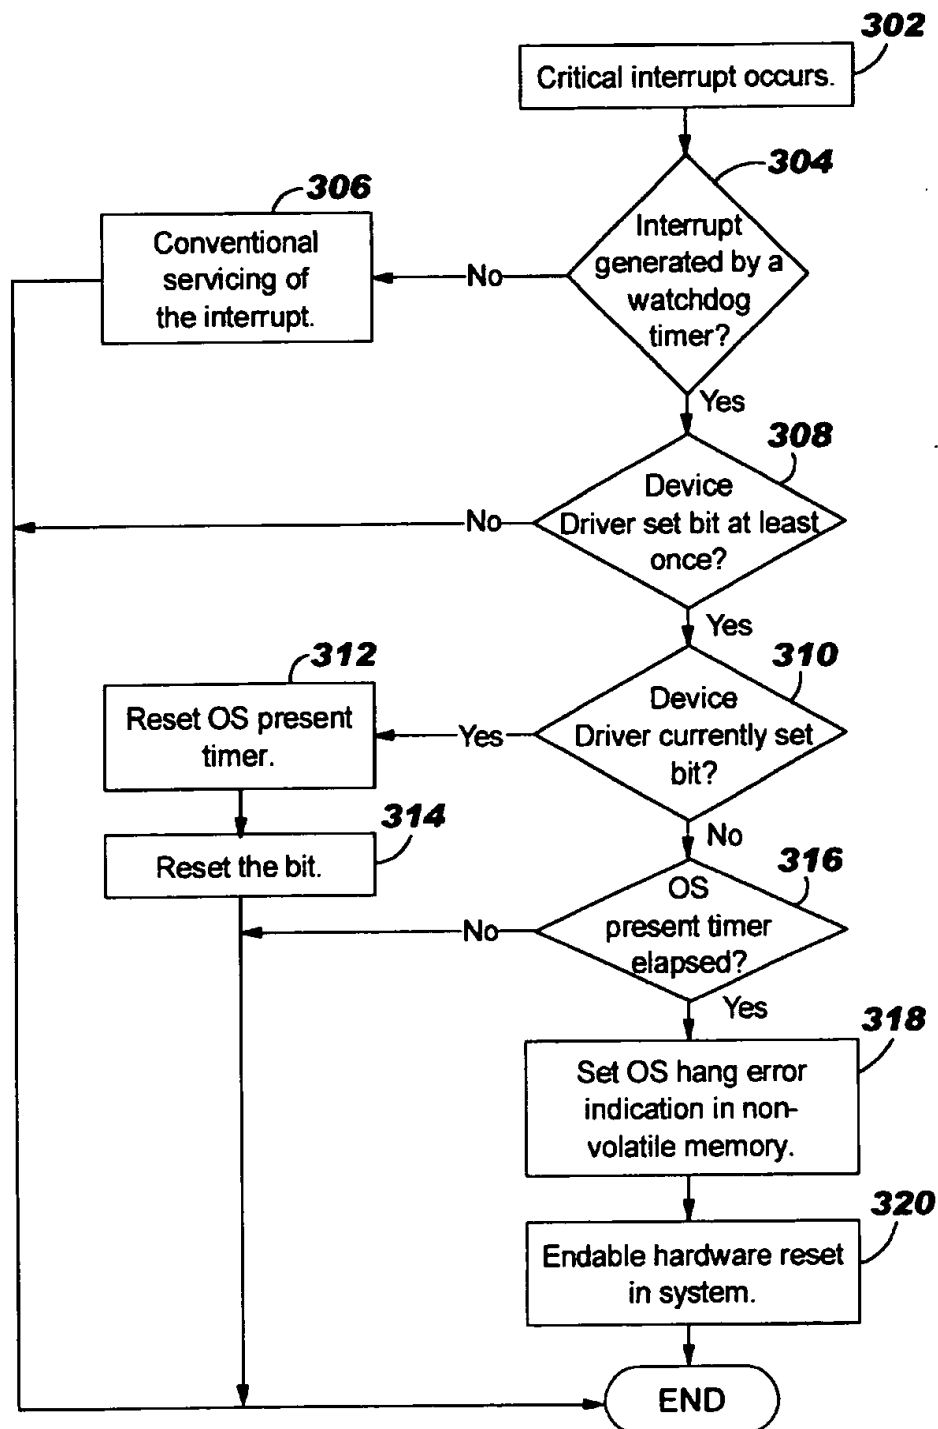 302
Critical interrupt occurs.
304
Interrupt
generated by a
watchdog
timer?
No
306
Conventional
servicing of
the interrupt.
Yes
308
Device
Driver set bit at least
once?
No
Yes
310
Device
Driver currently set
bit?
Yes
312
Reset OS present
timer.
314
Reset the bit.
No
316
OS
present timer
elapsed?
No
Yes
318
Set OS hang error
indication in non-
volatile memory.
320
Endable hardware reset
in system.
END